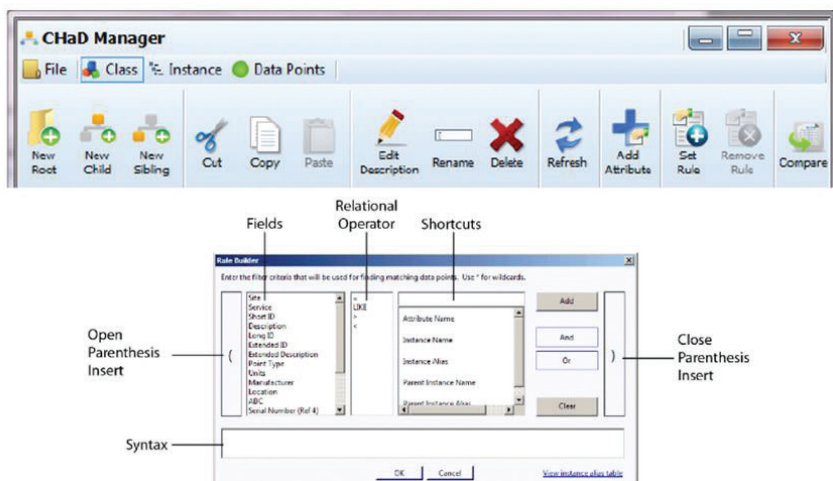 CHaD Manager
File Class Instance Data Points
New Root
New Child
New Sibling
Cut
Copy
Paste
Edit Description
Rename
Delete
Refresh
Add Attribute
Set Rule
Remove Rule
Compare
Fields
Relational Operator
Shortcuts
Rule Builder
Enter the filter criteria that will be used for finding matching data points. Use * for wildcards.
Open Parenthesis Insert
(
Site
Service
Short ID
Description
Long ID
Extended ID
Extended Description
Point Type
Units
Manufacturer
Location
ABC
Serial Number (Ref 4)
=
LIKE
>
<
Attribute Name
Instance Name
Instance Alias
Parent Instance Name
Parent Instance Alias
Add
And
Or
Clear
)
Close Parenthesis Insert
Syntax
OK Cancel View instance alias table